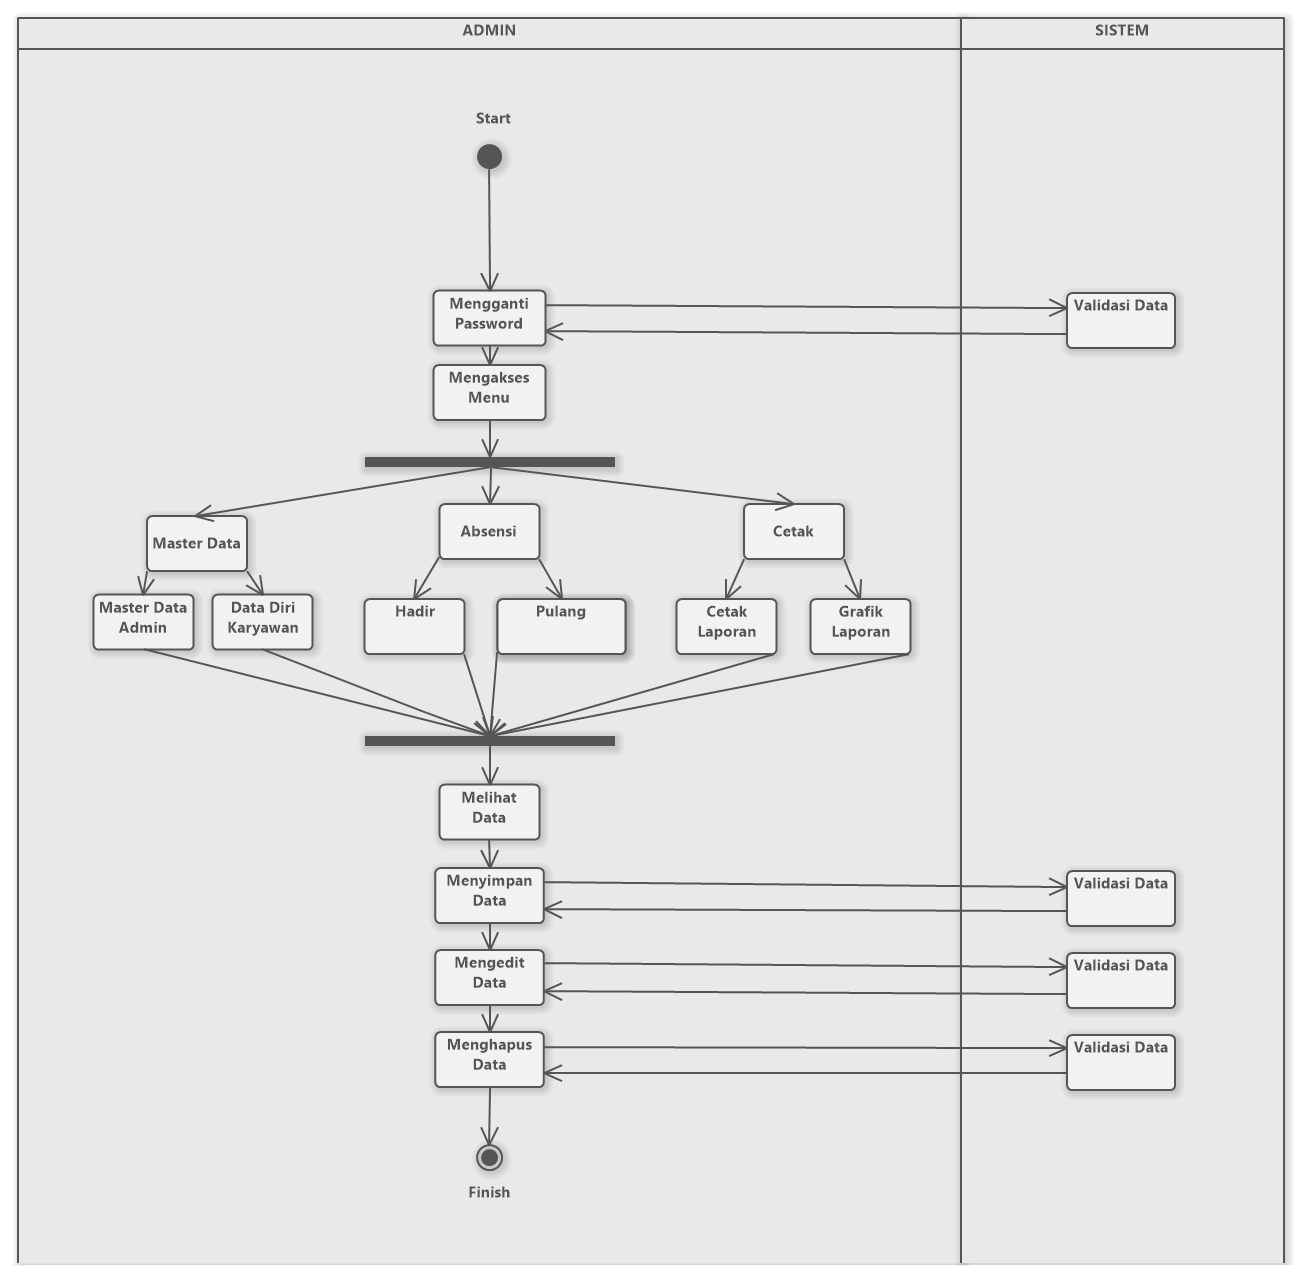 ADMIN
SISTEM
Start
Mengganti
Password
Validasi Data
Mengakses
Menu
Master Data
Absensi
Cetak
Master Data
Admin
Data Diri
Karyawan
Hadir
Pulang
Cetak
Laporan
Grafik
Laporan
Melihat
Data
Menyimpan
Data
Validasi Data
Mengedit
Data
Validasi Data
Menghapus
Data
Validasi Data
Finish